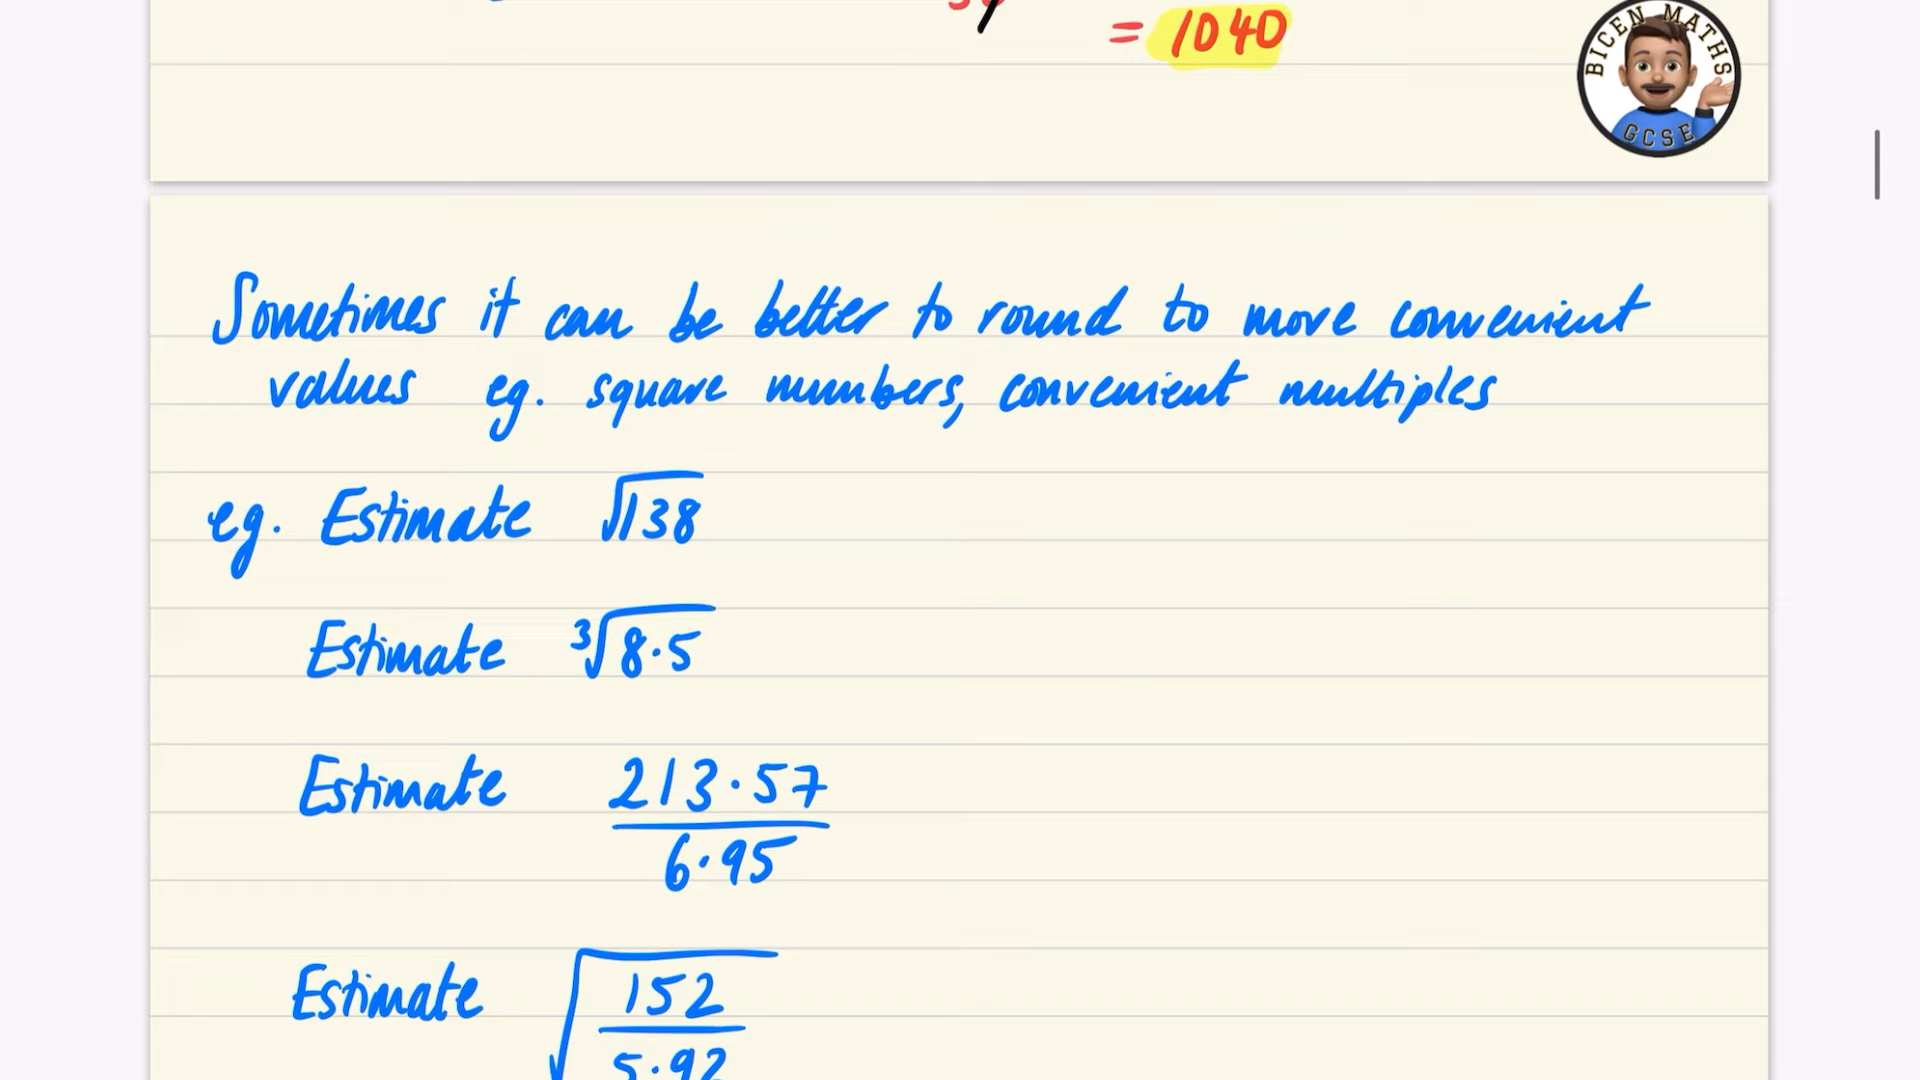 = 1040
BICEN MATHS
GCSE
Sometimes it can be better to round to more convenient
values eg. square numbers, convenient multiples
eg. Estimate √138
Estimate ³√8·5
Estimate 213·57
6·95
Estimate √152
5·92